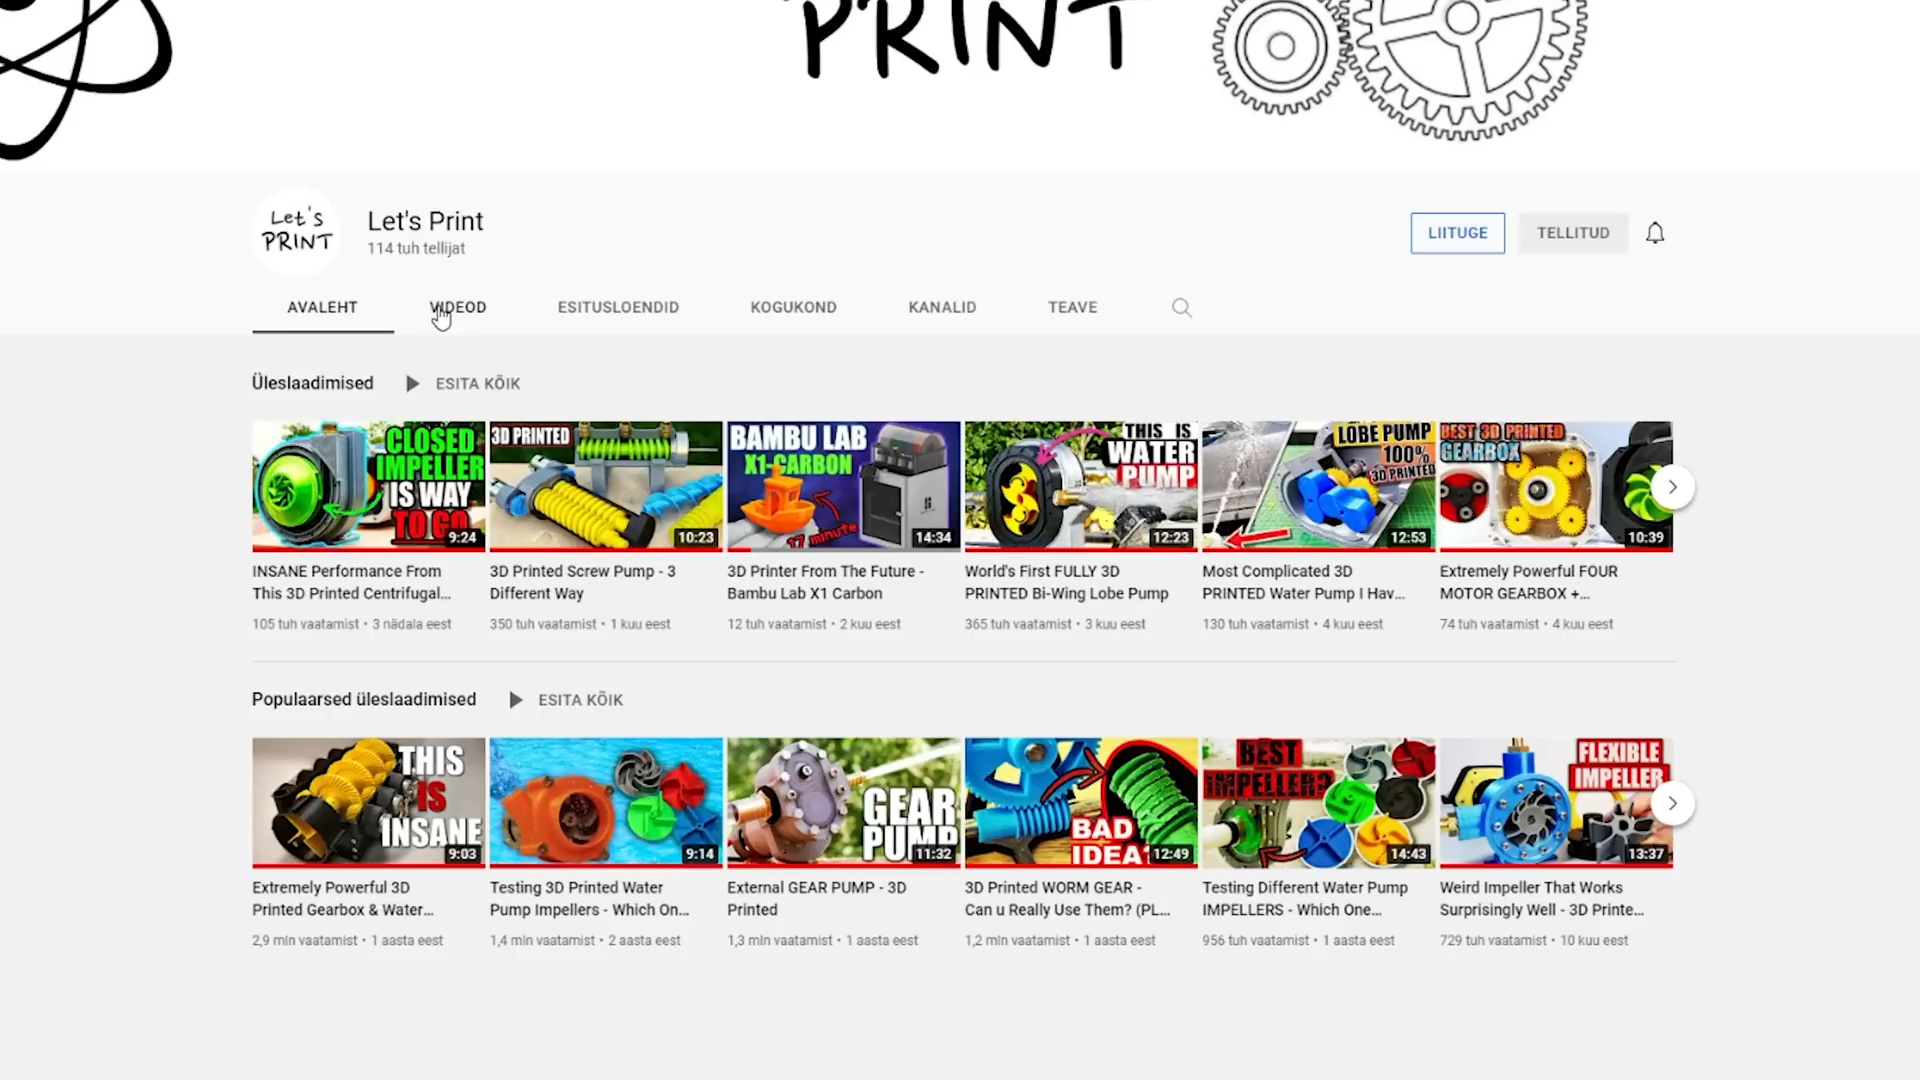 PRINT
Let's
PRINT
Let's Print
114 tuh tellijat
LIITUGE
TELLITUD
AVALEHT
VIDEOD
ESITUSLOENDID
KOGUKOND
KANALID
TEAVE
Üleslaadimised
ESITA KÕIK
CLOSED
IMPELLER
IS WAY
TO GO
9:24
3D PRINTED
10:23
BAMBU LAB
X1-CARBON
17 minute
14:34
THIS IS
WATER
PUMP
12:23
LOBE PUMP
100%
3D PRINTED
12:53
BEST 3D PRINTED
GEARBOX
10:39
INSANE Performance From
This 3D Printed Centrifugal...
105 tuh vaatamist • 3 nädala eest
3D Printed Screw Pump - 3
Different Way
350 tuh vaatamist • 1 kuu eest
3D Printer From The Future -
Bambu Lab X1 Carbon
12 tuh vaatamist • 2 kuu eest
World's First FULLY 3D
PRINTED Bi-Wing Lobe Pump
365 tuh vaatamist • 3 kuu eest
Most Complicated 3D
PRINTED Water Pump I Hav...
130 tuh vaatamist • 4 kuu eest
Extremely Powerful FOUR
MOTOR GEARBOX +...
74 tuh vaatamist • 4 kuu eest
Populaarsed üleslaadimised
ESITA KÕIK
THIS
IS
INSANE
9:03
9:14
GEAR
PUMP
11:32
BAD
IDEA?
12:49
BEST
IMPELLER?
14:43
FLEXIBLE
IMPELLER
13:37
Extremely Powerful 3D
Printed Gearbox & Water...
2,9 mln vaatamist • 1 aasta eest
Testing 3D Printed Water
Pump Impellers - Which On...
1,4 mln vaatamist • 2 aasta eest
External GEAR PUMP - 3D
Printed
1,3 mln vaatamist • 1 aasta eest
3D Printed WORM GEAR -
Can u Really Use Them? (PL...
1,2 mln vaatamist • 1 aasta eest
Testing Different Water Pump
IMPELLERS - Which One...
956 tuh vaatamist • 1 aasta eest
Weird Impeller That Works
Surprisingly Well - 3D Printe...
729 tuh vaatamist • 10 kuu eest